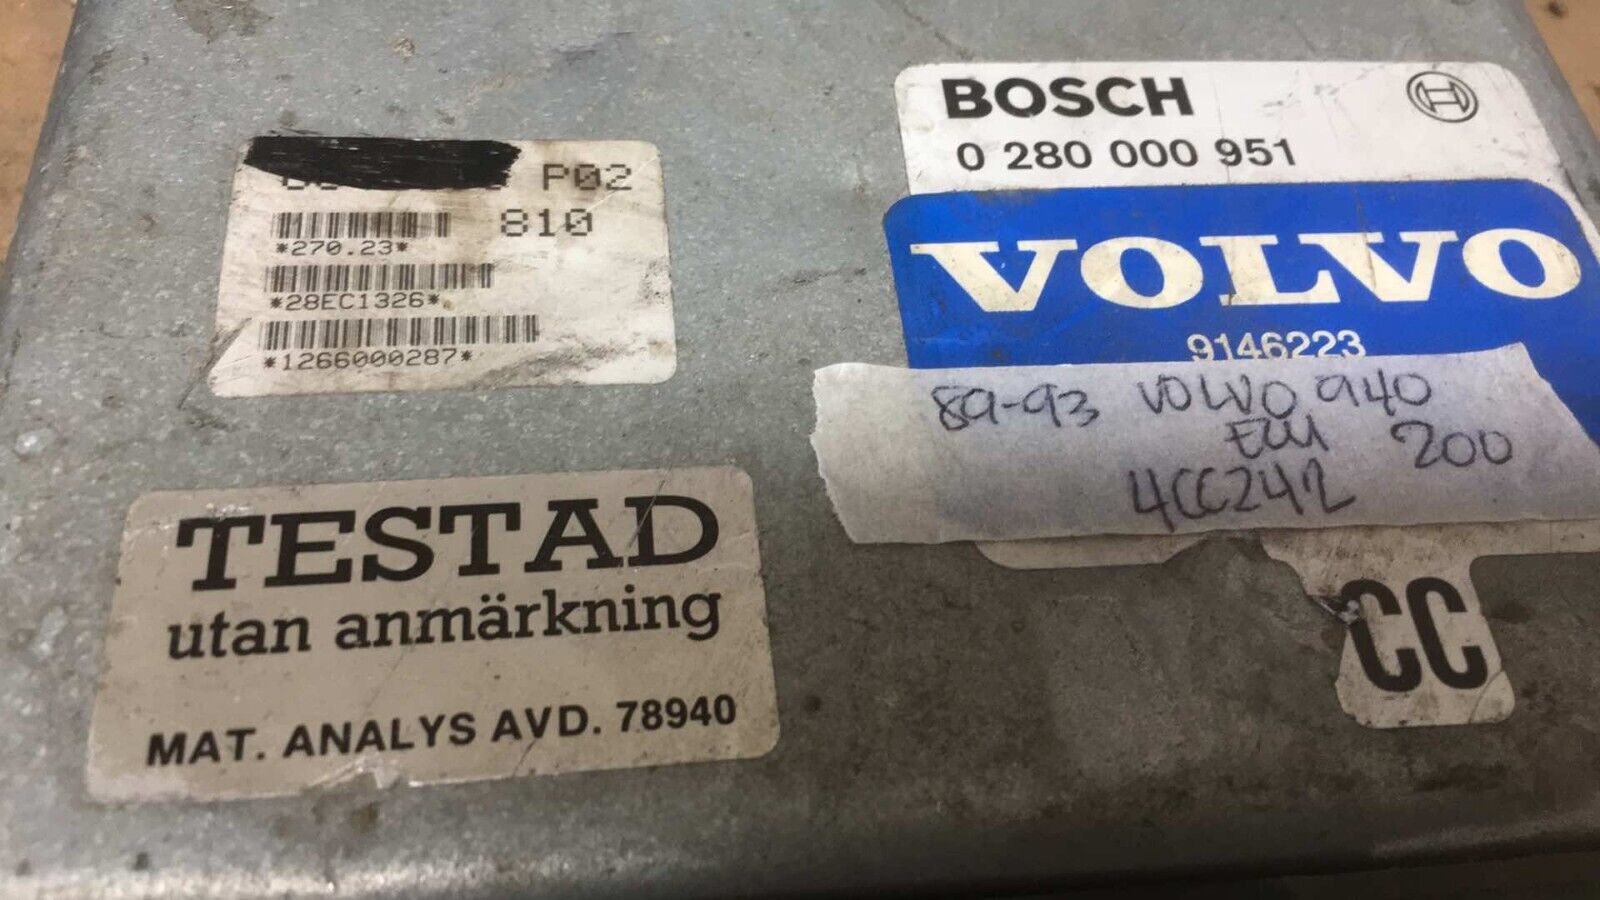 P02
810
*270.23*
*28EC1326*
*1266000287*
BOSCH
0 280 000 951
VOLVO
9146223
89-93 VOLVO 940
ECU 200
4CC242
TESTAD
utan anmärkning
MAT. ANALYS AVD. 78940
CC